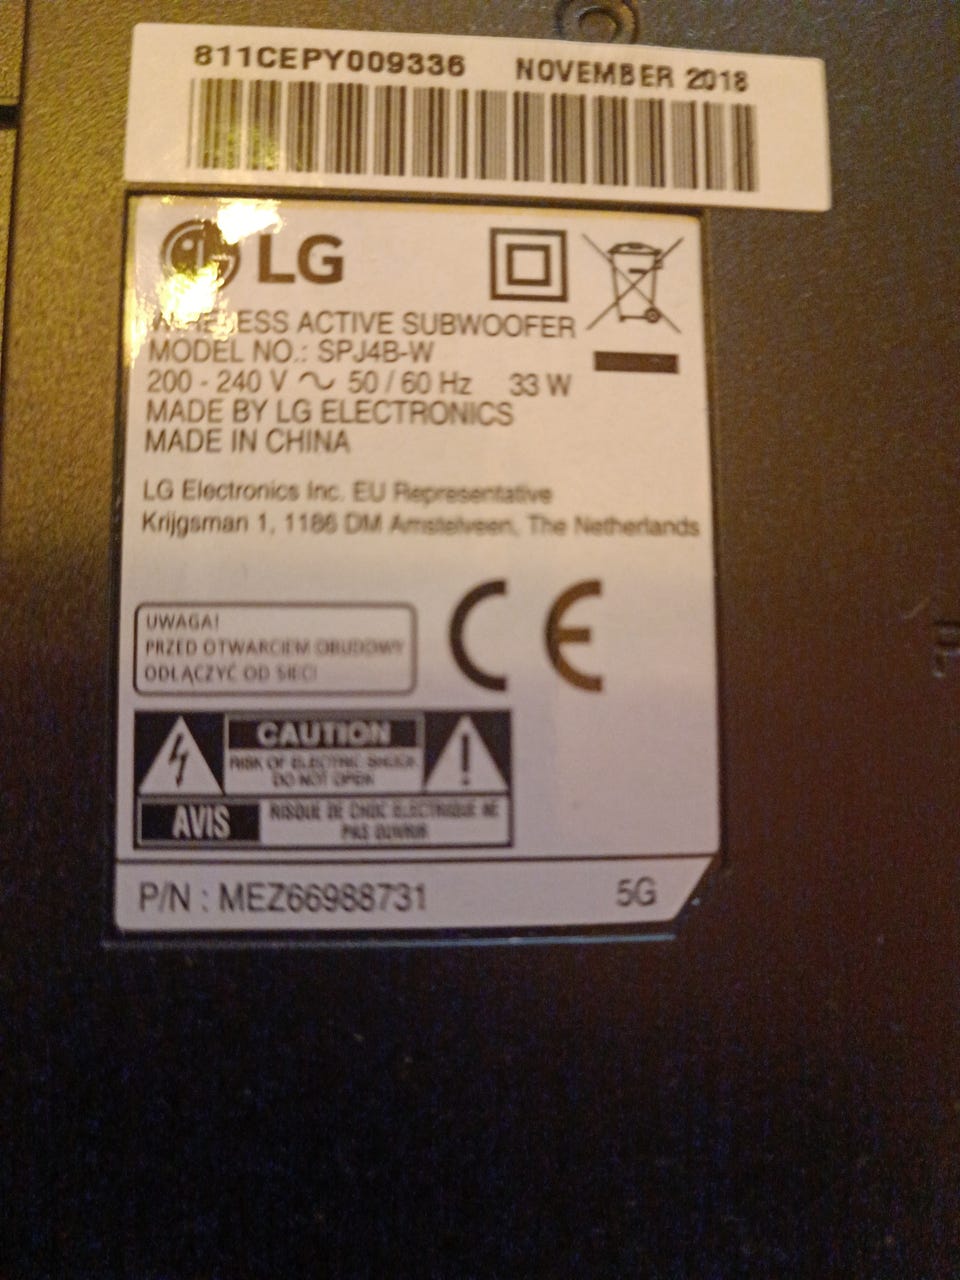 811CEPY009336 NOVEMBER 2018
LG
WIRELESS ACTIVE SUBWOOFER
MODEL NO.: SPJ4B-W
200 - 240 V ~ 50 / 60 Hz 33 W
MADE BY LG ELECTRONICS
MADE IN CHINA
LG Electronics Inc. EU Representative
Krijgsman 1, 1186 DM Amstelveen, The Netherlands
UWAGA!
PRZED OTWARCIEM OBUDOWY
ODŁĄCZYĆ OD SIECI
CE
CAUTION
RISK OF ELECTRIC SHOCK
DO NOT OPEN
AVIS
RISQUE DE CHOC ELECTRIQUE NE
PAS OUVRIR
P/N : MEZ66988731 5G